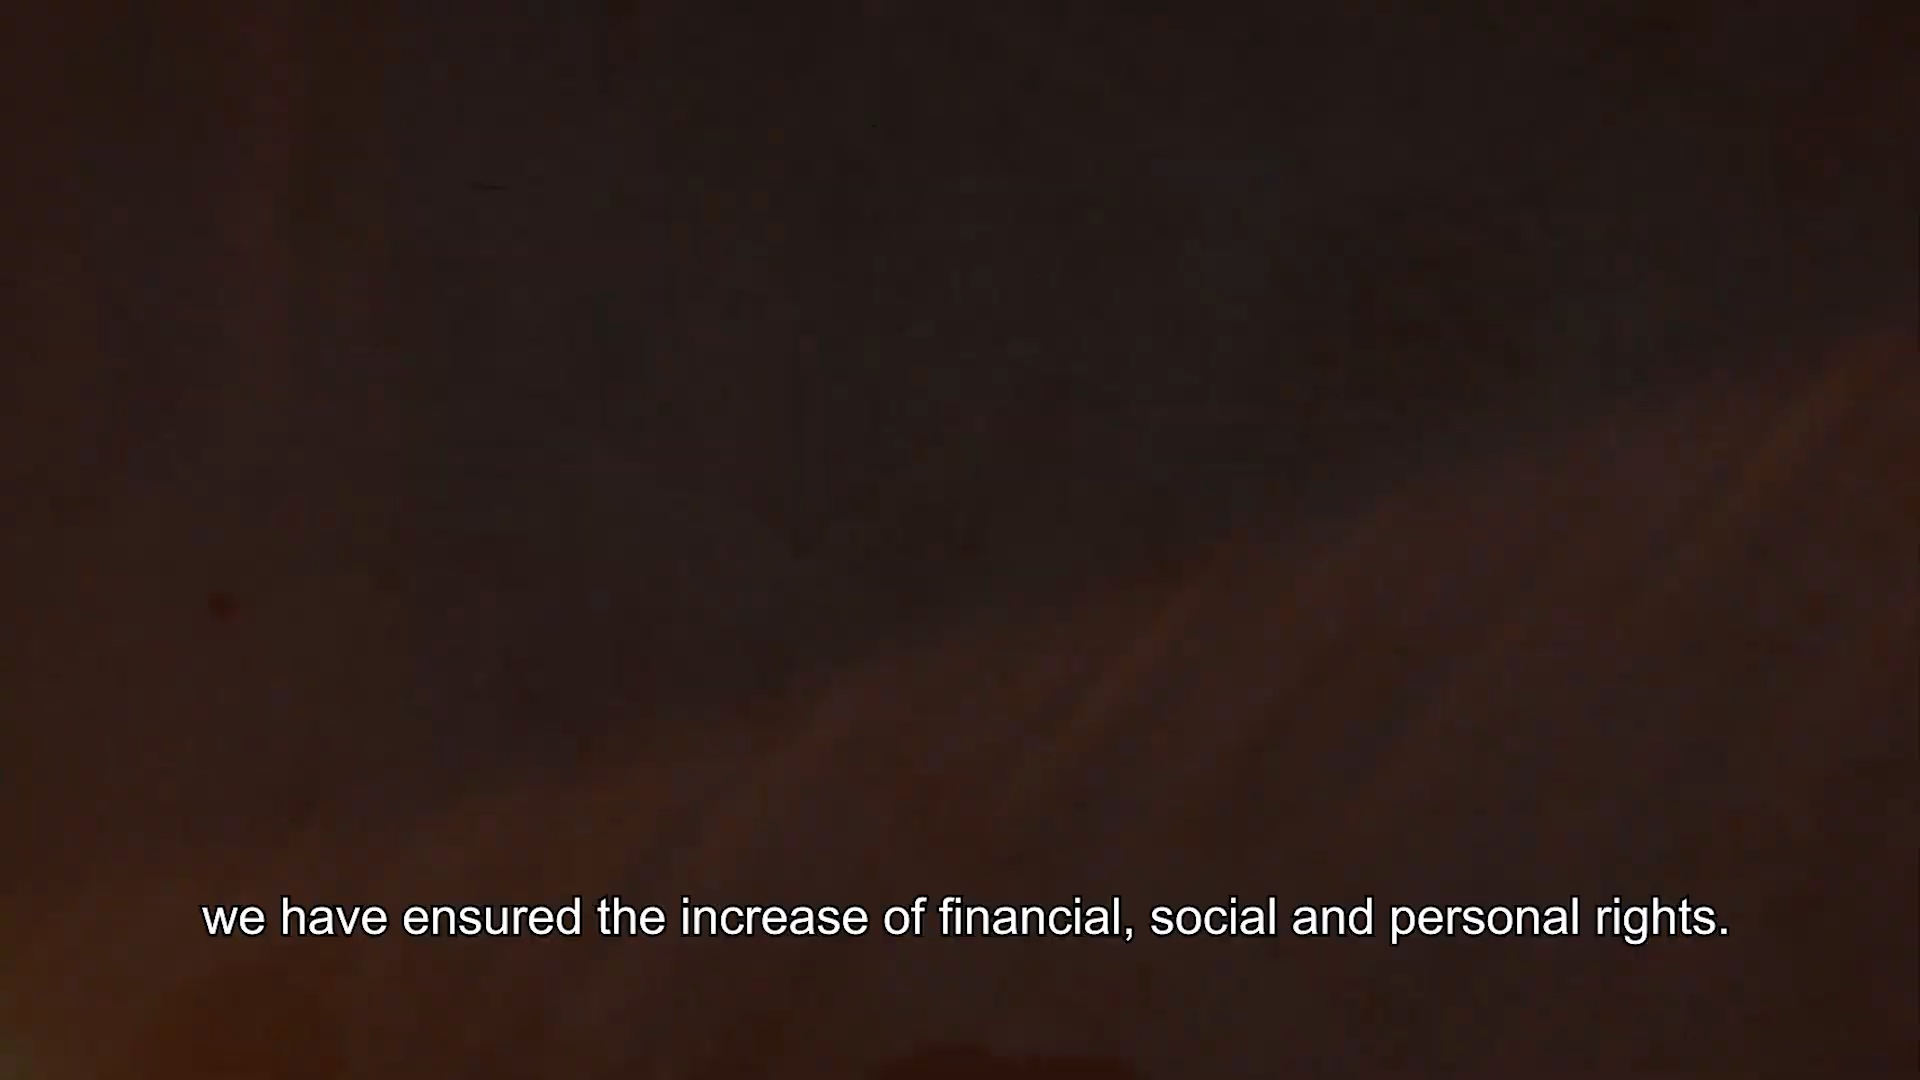 we have ensured the increase of financial, social and personal rights.